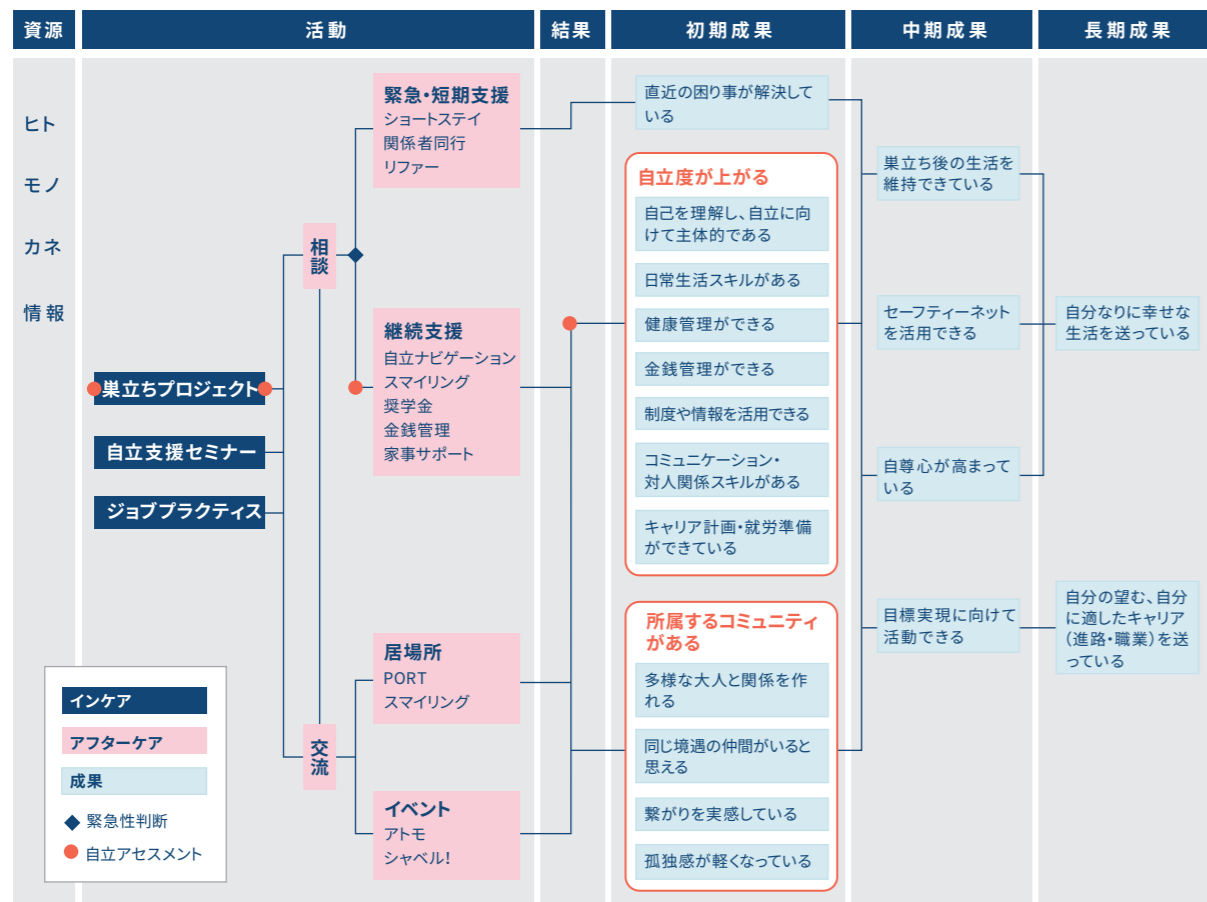 資源
活動
結果
初期成果
中期成果
長期成果
ヒト
モノ
カネ
情報
巣立ちプロジェクト
自立支援セミナー
ジョブプラクティス
相談
交流
緊急・短期支援
ショートステイ
関係者同行
リファー
継続支援
自立ナビゲーション
スマイリング
奨学金
金銭管理
家事サポート
居場所
PORT
スマイリング
イベント
アトモ
シャベル！
直近の困り事が解決して
いる
自立度が上がる
自己を理解し、自立に向
けて主体的である
日常生活スキルがある
健康管理ができる
金銭管理ができる
制度や情報を活用できる
コミュニケーション・
対人関係スキルがある
キャリア計画・就労準備
ができている
所属するコミュニティ
がある
多様な大人と関係を作
れる
同じ境遇の仲間がいると
思える
繋がりを実感している
孤独感が軽くなっている
巣立ち後の生活を
維持できている
セーフティーネット
を活用できる
自尊心が高まって
いる
目標実現に向けて
活動できる
自分なりに幸せな
生活を送っている
自分の望む、自分
に適したキャリア
（進路・職業）を送
っている
インケア
アフターケア
成果
緊急性判断
自立アセスメント